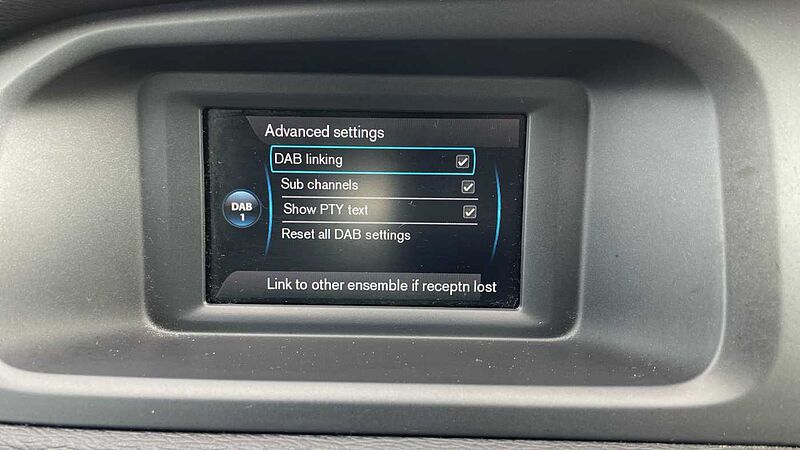 Advanced settings
DAB linking
Sub channels
DAB
1
Show PTY text
Reset all DAB settings
Link to other ensemble if receptn lost